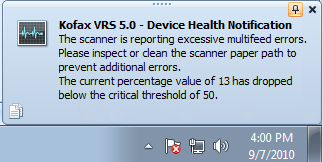 Kofax VRS 5.0 - Device Health Notification
The scanner is reporting excessive multifeed errors.
Please inspect or clean the scanner paper path to
prevent additional errors.
The current percentage value of 13 has dropped
below the critical threshold of 50.
4:00 PM
9/7/2010